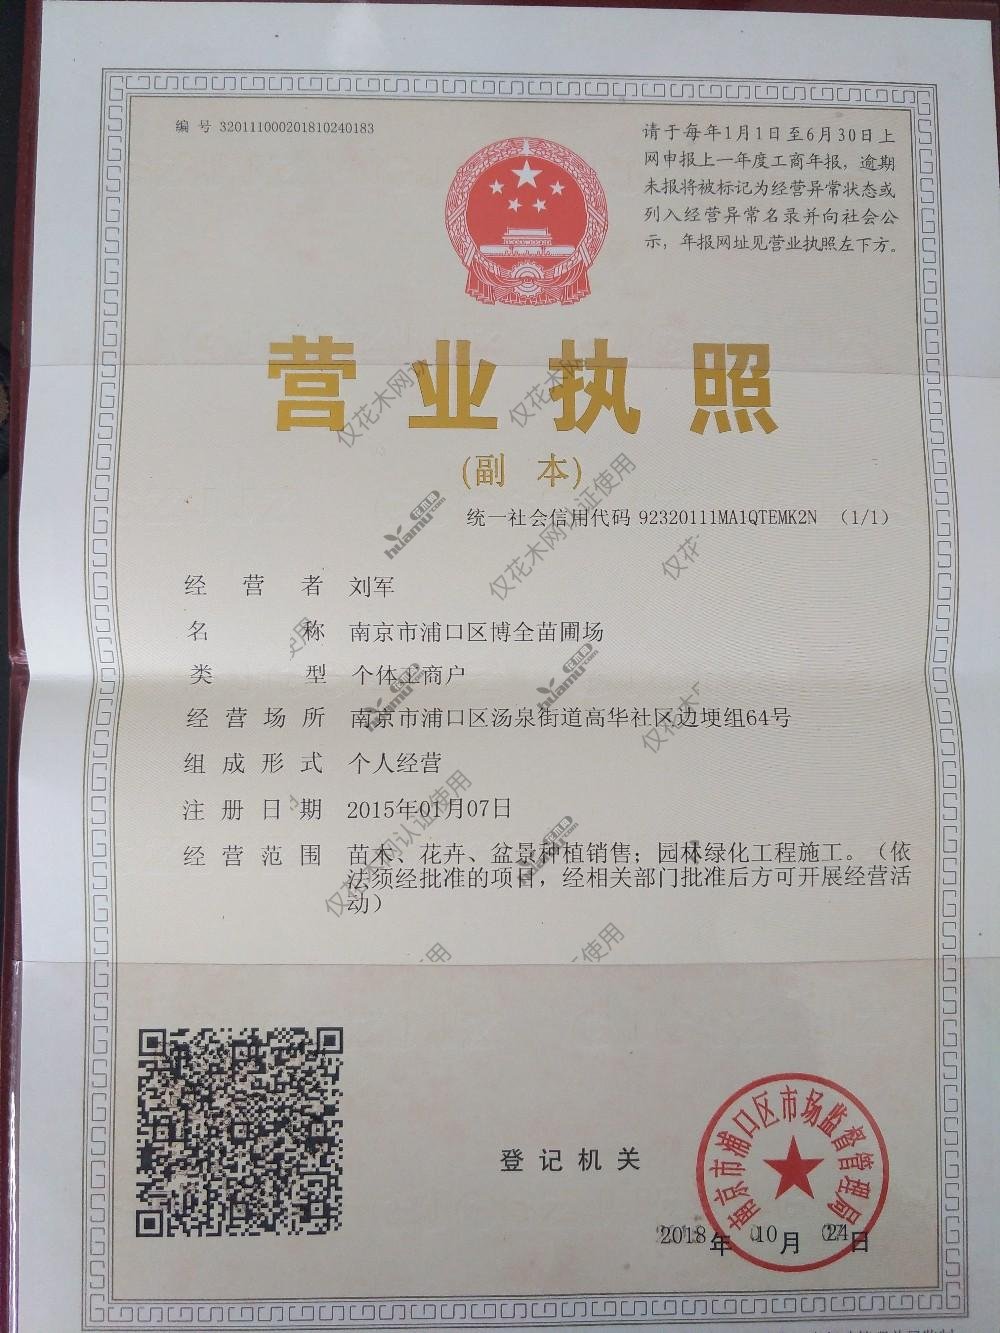 编 号 320111000201810240183
请于每年1月1日至6月30日上
网申报上一年度工商年报，逾期
未报将被标记为经营异常状态或
列入经营异常名录并向社会公
示，年报网址见营业执照左下方。
营业执照
(副 本)
统一社会信用代码 92320111MA1QTEMK2N （1/1）
经营者 刘军
名称 南京市浦口区博全苗圃场
类型 个体工商户
经营场所 南京市浦口区汤泉街道高华社区边埂组64号
组成形式 个人经营
注册日期 2015年01月07日
经营范围 苗木、花卉、盆景种植销售；园林绿化工程施工。（依
法须经批准的项目，经相关部门批准后方可开展经营活
动）
仅花木网认证使用
花木网
huamu.com
登记机关
南京市浦口区市场监督管理局
2018年10月24日